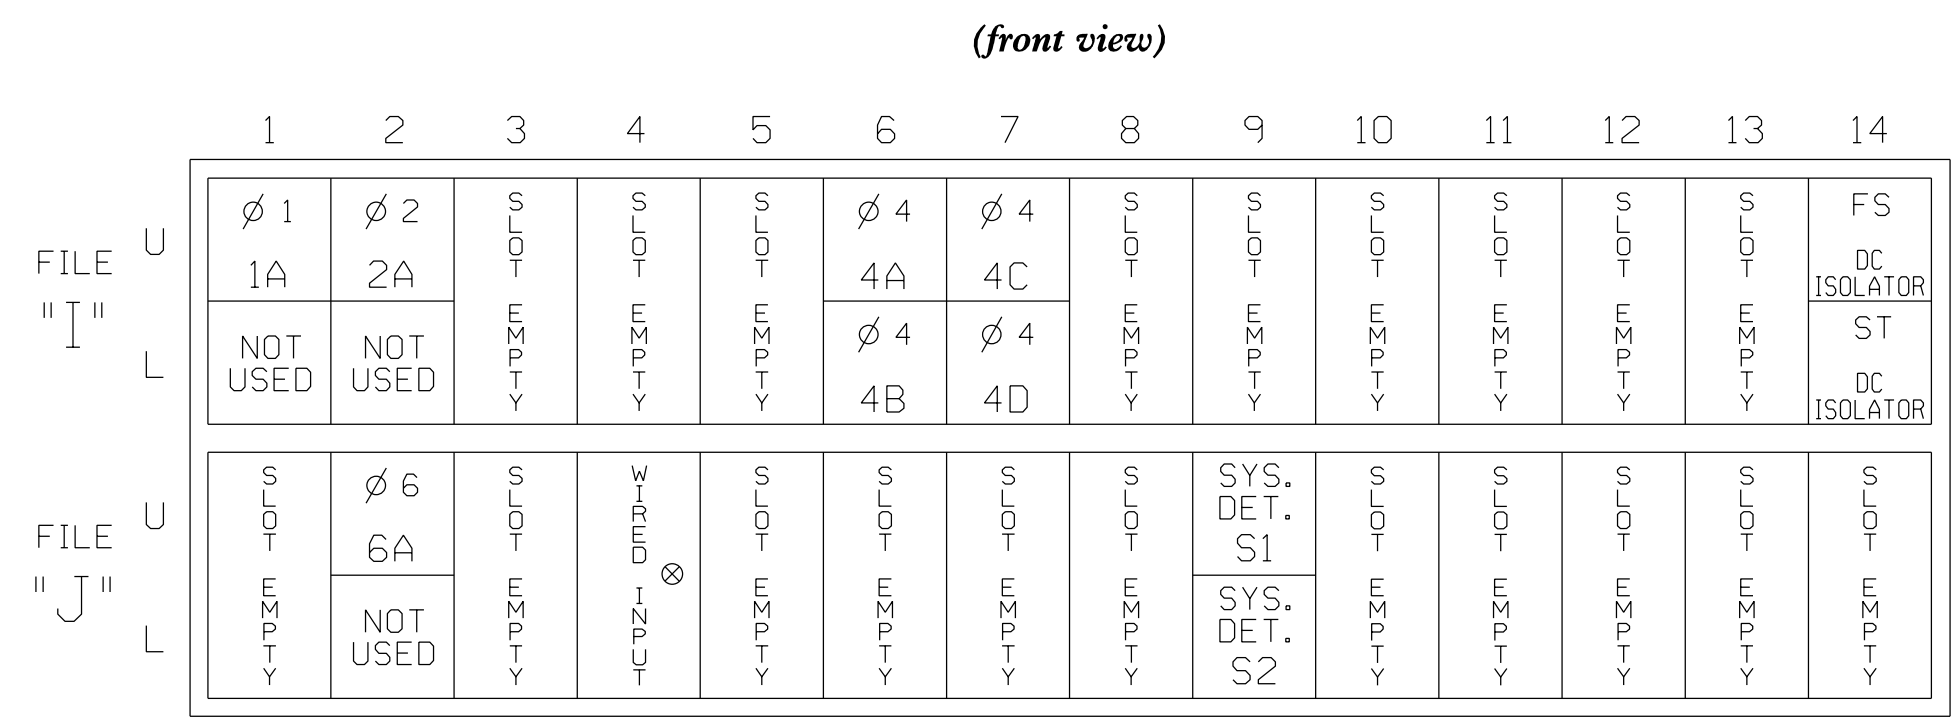 (front view)
1 2 3 4 5 6 7 8 9 10 11 12 13 14
FILE
"I"
U
L
Ø 1
1A
NOT
USED
Ø 2
2A
NOT
USED
SLOT EMPTY
SLOT EMPTY
SLOT EMPTY
Ø 4
4A
Ø 4
4B
Ø 4
4C
Ø 4
4D
SLOT EMPTY
SLOT EMPTY
SLOT EMPTY
SLOT EMPTY
SLOT EMPTY
SLOT EMPTY
FS
DC
ISOLATOR
ST
DC
ISOLATOR
FILE
"J"
U
L
SLOT EMPTY
Ø 6
6A
NOT
USED
SLOT EMPTY
WIRED INPUT
⊗
SLOT EMPTY
SLOT EMPTY
SLOT EMPTY
SLOT EMPTY
SYS.
DET.
S1
SYS.
DET.
S2
SLOT EMPTY
SLOT EMPTY
SLOT EMPTY
SLOT EMPTY
SLOT EMPTY